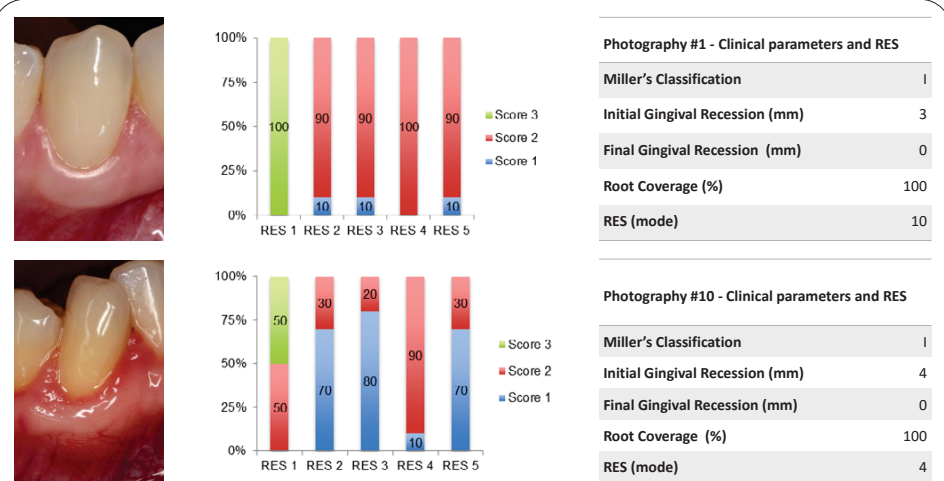 100%
75%
50%
25%
0%
100
90
10
90
10
100
90
10
RES 1 RES 2 RES 3 RES 4 RES 5
Score 3
Score 2
Score 1
Photography #1 - Clinical parameters and RES
Miller’s Classification I
Initial Gingival Recession (mm) 3
Final Gingival Recession (mm) 0
Root Coverage (%) 100
RES (mode) 10
100%
75%
50%
25%
0%
50
50
30
70
20
80
90
10
30
70
RES 1 RES 2 RES 3 RES 4 RES 5
Score 3
Score 2
Score 1
Photography #10 - Clinical parameters and RES
Miller’s Classification I
Initial Gingival Recession (mm) 4
Final Gingival Recession (mm) 0
Root Coverage (%) 100
RES (mode) 4